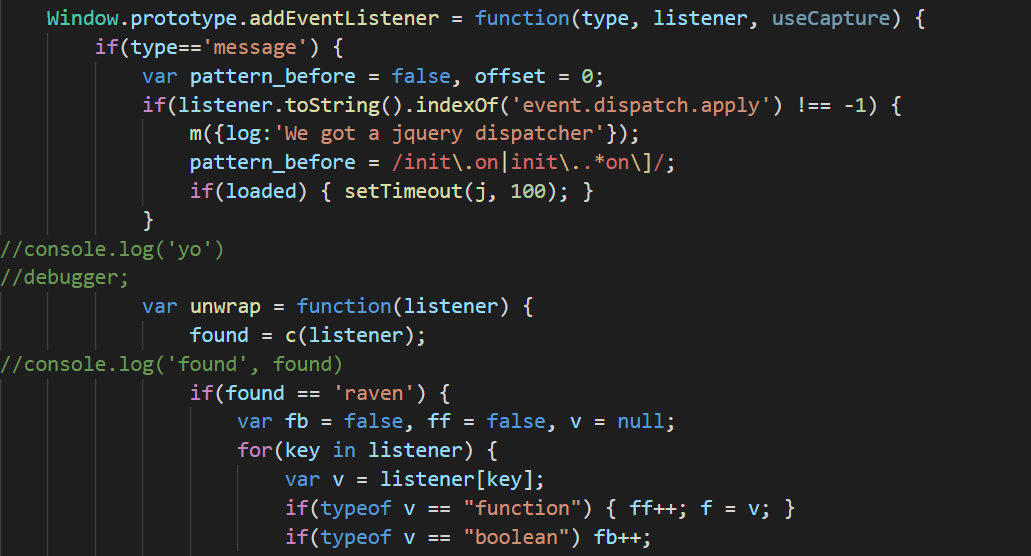 Window.prototype.addEventListener = function(type, listener, useCapture) {
if(type=='message') {
var pattern_before = false, offset = 0;
if(listener.toString().indexOf('event.dispatch.apply') !== -1) {
m({log:'We got a jquery dispatcher'});
pattern_before = /init\.on|init\..*on\]/;
if(loaded) { setTimeout(j, 100); }
}
//console.log('yo')
//debugger;
var unwrap = function(listener) {
found = c(listener);
//console.log('found', found)
if(found == 'raven') {
var fb = false, ff = false, v = null;
for(key in listener) {
var v = listener[key];
if(typeof v == "function") { ff++; f = v; }
if(typeof v == "boolean") fb++;